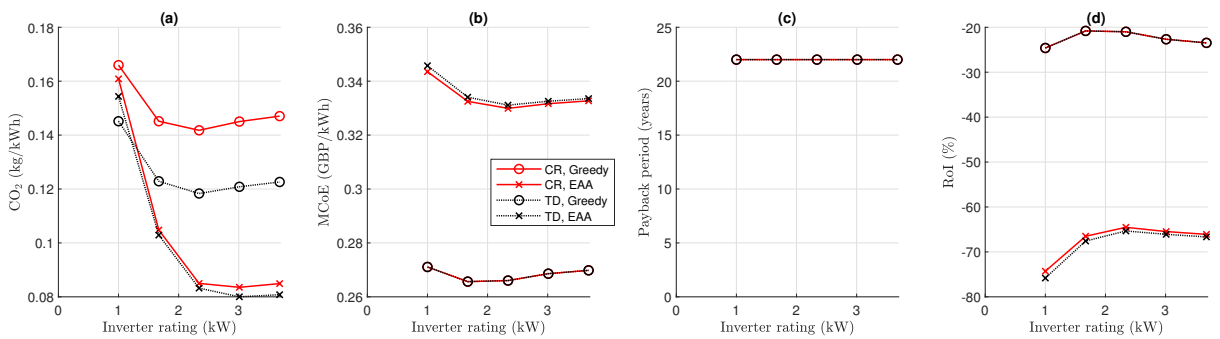 (a)
0.18
0.16
0.14
0.12
0.1
0.08
CO₂ (kg/kWh)
0
1
2
3
Inverter rating (kW)
(b)
0.36
0.34
0.32
0.3
0.28
0.26
MCoE (GBP/kWh)
CR, Greedy
CR, EAA
TD, Greedy
TD, EAA
0
1
2
3
Inverter rating (kW)
(c)
25
20
15
10
5
0
Payback period (years)
0
1
2
3
Inverter rating (kW)
(d)
-20
-30
-40
-50
-60
-70
-80
RoI (%)
0
1
2
3
Inverter rating (kW)